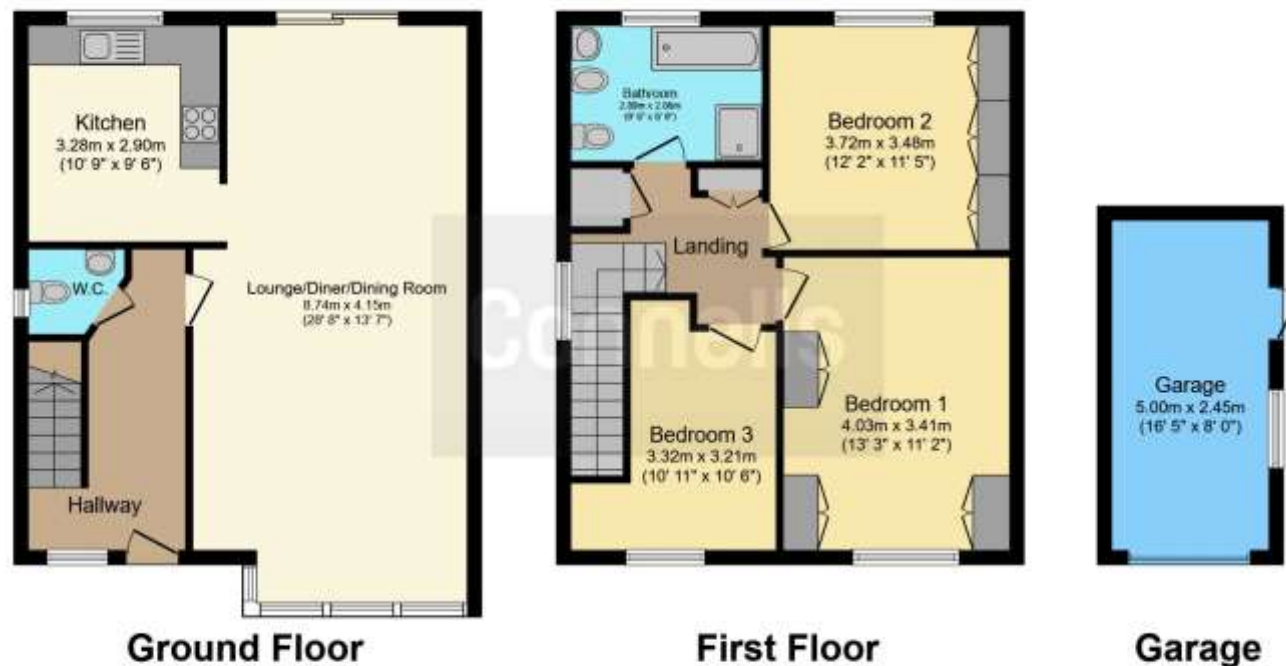 Kitchen
3.28m x 2.90m
(10' 9" x 9' 6")
W.C.
Lounge/Diner/Dining Room
8.74m x 4.15m
(28' 8" x 13' 7")
Hallway
Ground Floor
Bathroom
Bedroom 2
3.72m x 3.48m
(12' 2" x 11' 5")
Landing
Bedroom 3
3.32m x 3.21m
(10' 11" x 10' 6")
Bedroom 1
4.03m x 3.41m
(13' 3" x 11' 2")
First Floor
Garage
5.00m x 2.45m
(16' 5" x 8' 0")
Garage